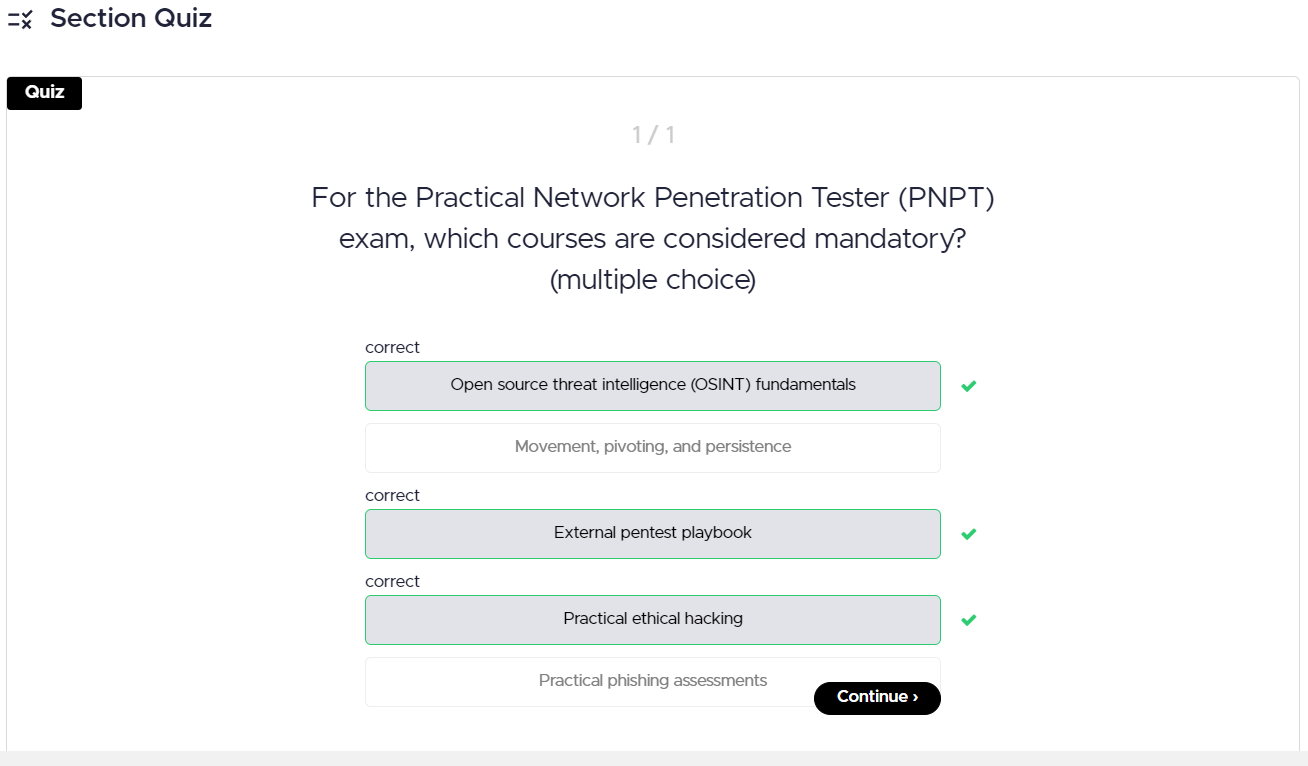 Section Quiz
Quiz
1 / 1
For the Practical Network Penetration Tester (PNPT)
exam, which courses are considered mandatory?
(multiple choice)
correct
Open source threat intelligence (OSINT) fundamentals
Movement, pivoting, and persistence
correct
External pentest playbook
correct
Practical ethical hacking
Practical phishing assessments
Continue ›